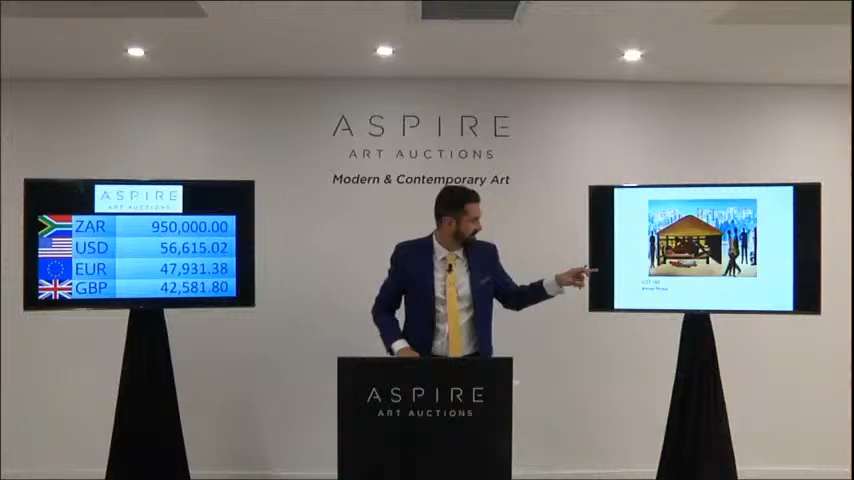 ASPIRE
ART AUCTIONS
Modern & Contemporary Art
ASPIRE
ART AUCTIONS
ZAR 950,000.00
USD 56,615.02
EUR 47,931.38
GBP 42,581.80
ASPIRE
ART AUCTIONS